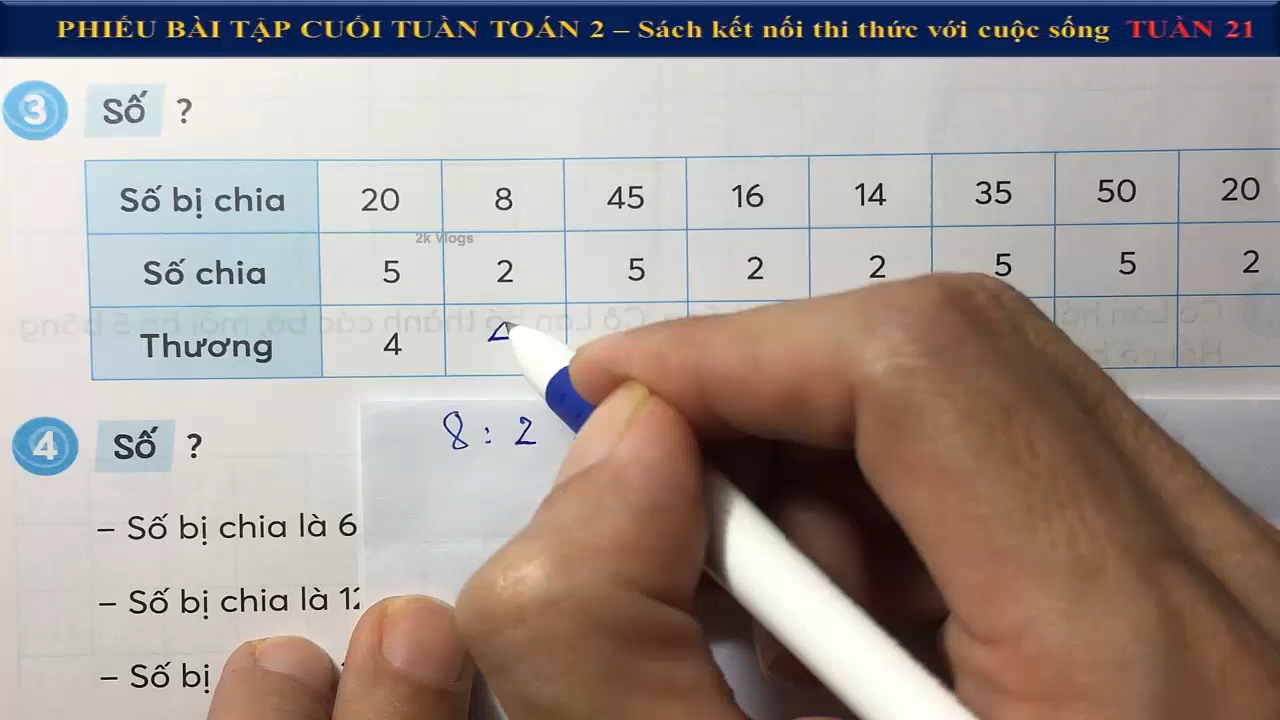 PHIẾU BÀI TẬP CUỐI TUẦN TOÁN 2 – Sách kết nối thi thức với cuộc sống TUẦN 21
3 Số ?
Số bị chia 20 8 45 16 14 35 50 20
2k Vlogs
Số chia 5 2 5 2 2 5 5 2
Thương 4
8 : 2
4 Số ?
– Số bị chia là 6
– Số bị chia là 12
– Số bị